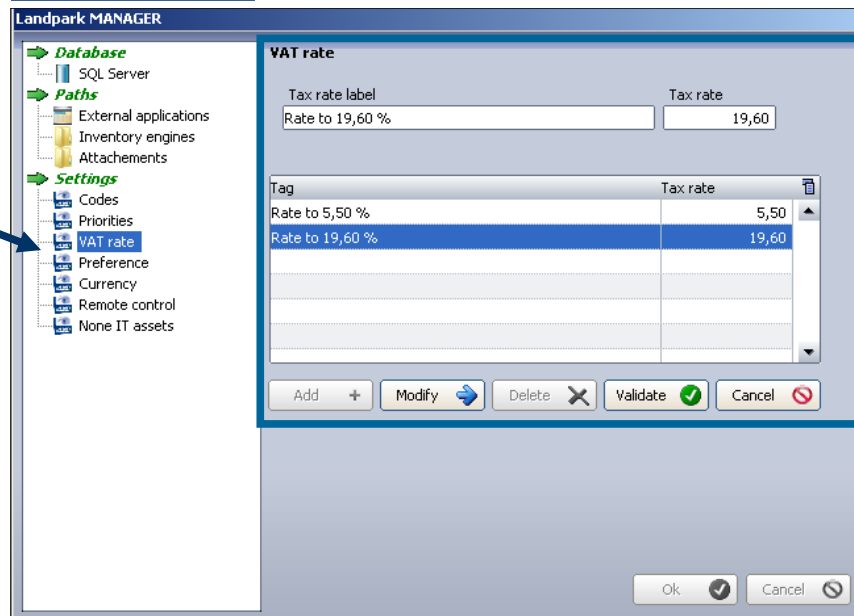 Landpark MANAGER
Database
SQL Server
Paths
External applications
Inventory engines
Attachements
Settings
Codes
Priorities
VAT rate
Preference
Currency
Remote control
None IT assets
VAT rate
Tax rate label Tax rate
Rate to 19,60 % 19,60
Tag Tax rate
Rate to 5,50 % 5,50
Rate to 19,60 % 19,60
Add + Modify Delete Validate Cancel
Ok Cancel